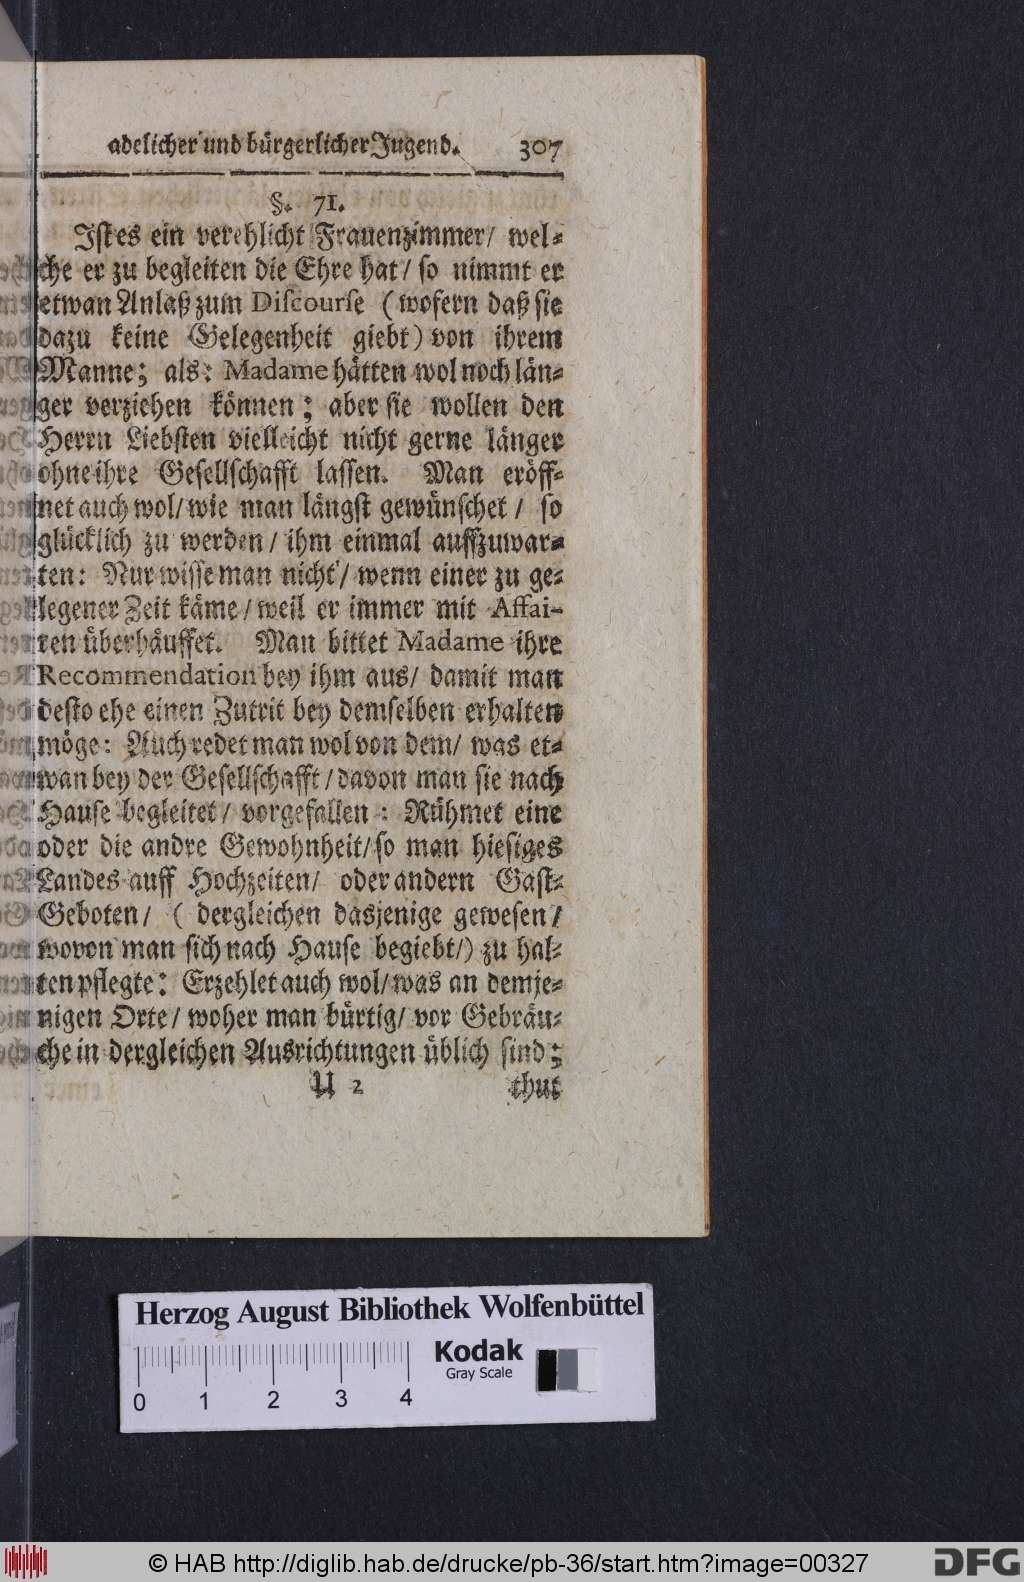 adelicher und bürgerlicher Jugend. 307
§. 71.
Ist es ein verehlicht Frauenzimmer/ wel-
che er zu begleiten die Ehre hat/ so nimmt er
etwan Anlaß zum Discourse (wofern daß sie
dazu keine Gelegenheit giebt) von ihrem
Manne; als: Madame hätten wol noch län-
ger verziehen können; aber sie wollen den
Herrn Liebsten vielleicht nicht gerne länger
ohne ihre Gesellschafft lassen. Man eröff-
net auch wol/ wie man längst gewünschet/ so
glücklich zu werden/ ihm einmal auffzuwar-
ten: Nur wisse man nicht/ wenn einer zu ge-
legener Zeit käme/ weil er immer mit Affai-
ren überhäuffet. Man bittet Madame ihre
Recommendation bey ihm aus/ damit man
desto ehe einen Zutrit bey demselben erhalten
möge: Auch redet man wol von dem/ was et-
wan bey der Gesellschafft/ davon man sie nach
Hause begleitet/ vorgefallen: Rühmet eine
oder die andre Gewohnheit/ so man hiesiges
Landes auff Hochzeiten/ oder andern Gast-
Geboten/ (dergleichen dasjenige gewesen/
wovon man sich nach Hause begiebt/) zu hal-
ten pflegte: Erzehlet auch wol/ was an demje-
nigen Orte/ woher man bürtig/ vor Gebräu-
che in dergleichen Ausrichtungen üblich sind;
U 2 thut
Herzog August Bibliothek Wolfenbüttel
Kodak
Gray Scale
0 1 2 3 4
© HAB http://diglib.hab.de/drucke/pb-36/start.htm?image=00327
DFG